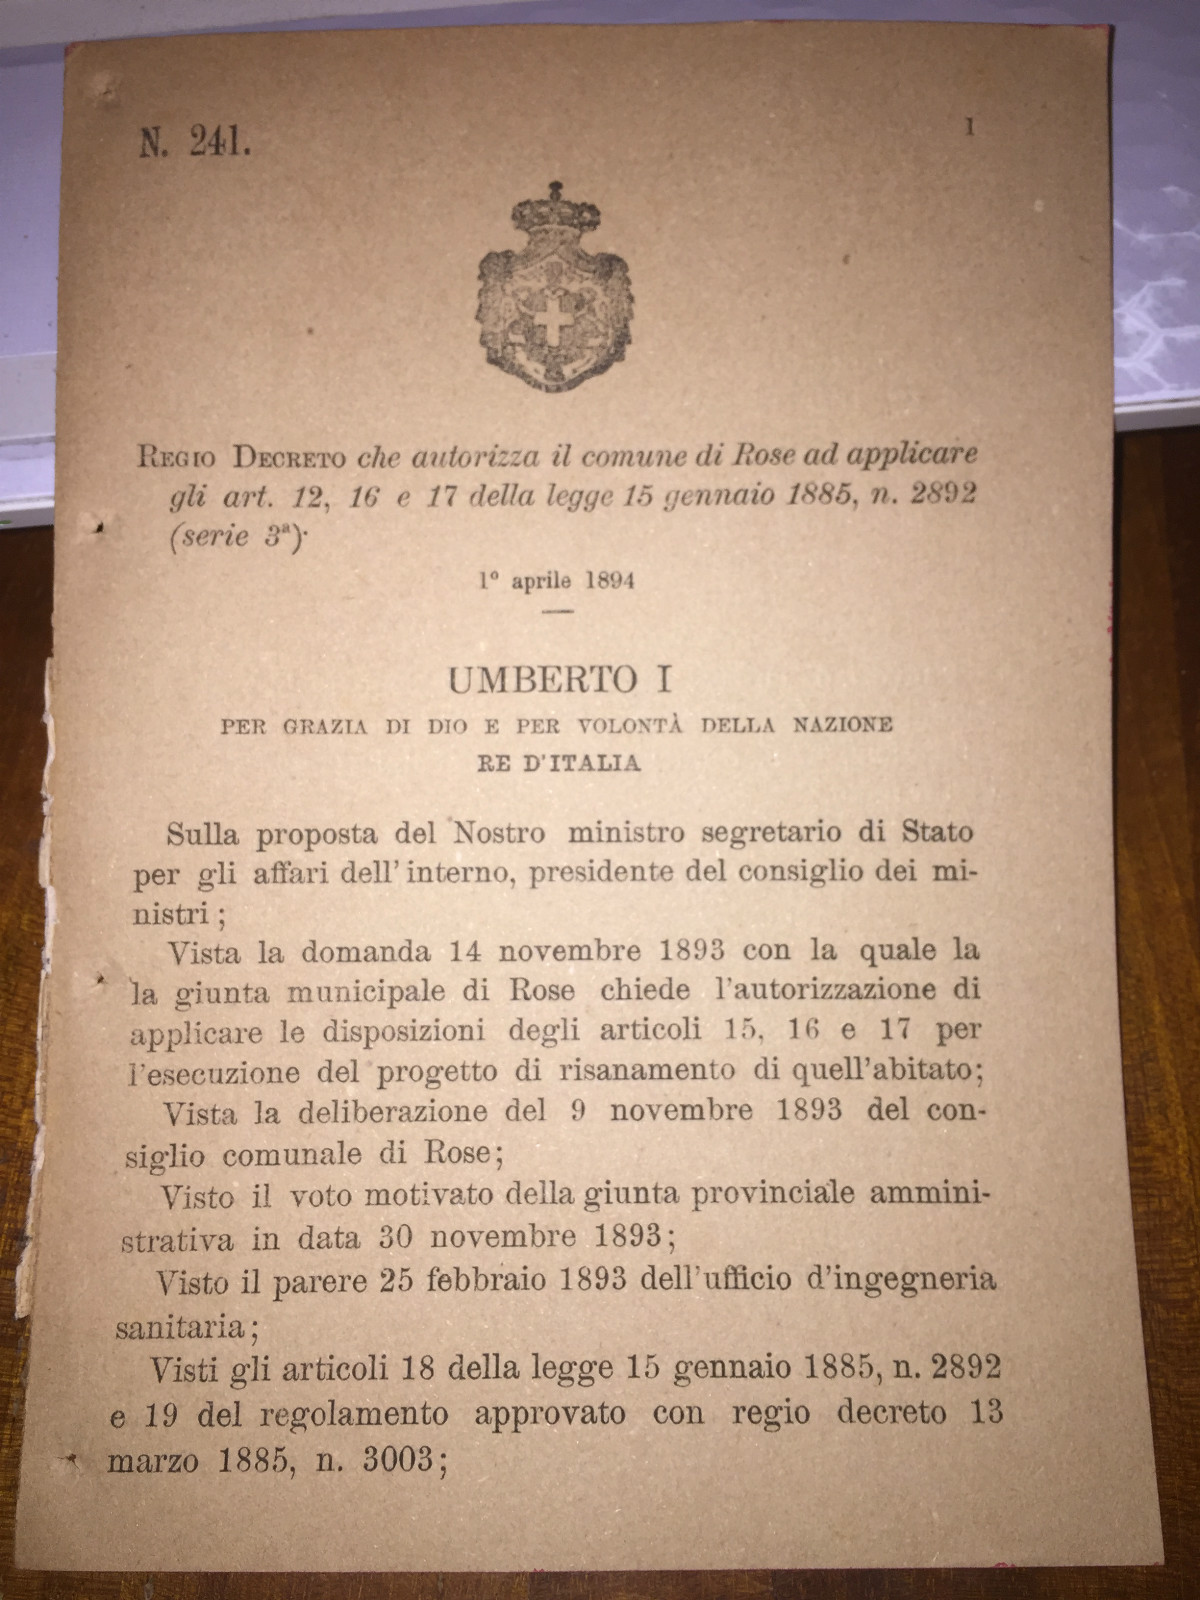 N. 241.
1
REGIO DECRETO che autorizza il comune di Rose ad applicare
gli art. 12, 16 e 17 della legge 15 gennaio 1885, n. 2892
(serie 3ª).
1º aprile 1894
UMBERTO I
PER GRAZIA DI DIO E PER VOLONTÀ DELLA NAZIONE
RE D'ITALIA
Sulla proposta del Nostro ministro segretario di Stato
per gli affari dell' interno, presidente del consiglio dei mi-
nistri ;
Vista la domanda 14 novembre 1893 con la quale la
la giunta municipale di Rose chiede l'autorizzazione di
applicare le disposizioni degli articoli 15, 16 e 17 per
l'esecuzione del progetto di risanamento di quell'abitato;
Vista la deliberazione del 9 novembre 1893 del con-
siglio comunale di Rose;
Visto il voto motivato della giunta provinciale ammini-
strativa in data 30 novembre 1893;
Visto il parere 25 febbraio 1893 dell'ufficio d'ingegneria
sanitaria;
Visti gli articoli 18 della legge 15 gennaio 1885, n. 2892
e 19 del regolamento approvato con regio decreto 13
marzo 1885, n. 3003;